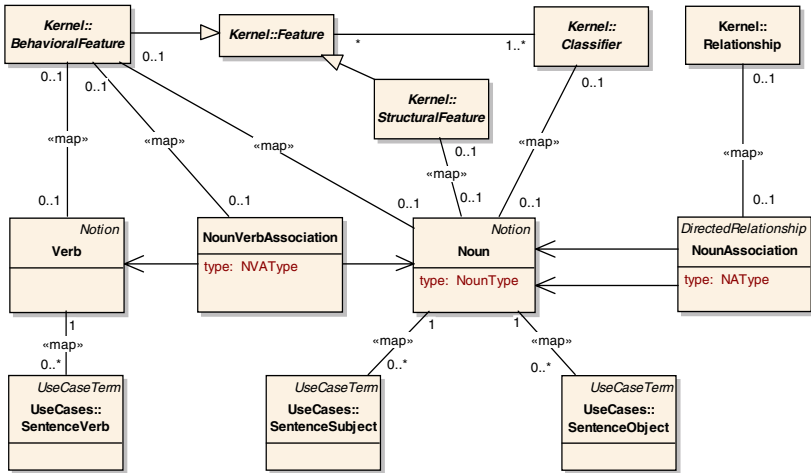 Kernel::
BehavioralFeature
Kernel::Feature
Kernel::
Classifier
Kernel::
Relationship
0..1
*
1..*
0..1
0..1
0..1
0..1
0..1
Kernel::
StructuralFeature
0..1
«map»
«map»
«map»
«map»
«map»
«map»
0..1
0..1
0..1
0..1
0..1
0..1
Notion
Verb
NounVerbAssociation
type: NVAType
Notion
Noun
type: NounType
DirectedRelationship
NounAssociation
type: NAType
1
«map»
0..*
1
«map»
0..*
1
«map»
0..*
UseCaseTerm
UseCases::
SentenceVerb
UseCaseTerm
UseCases::
SentenceSubject
UseCaseTerm
UseCases::
SentenceObject